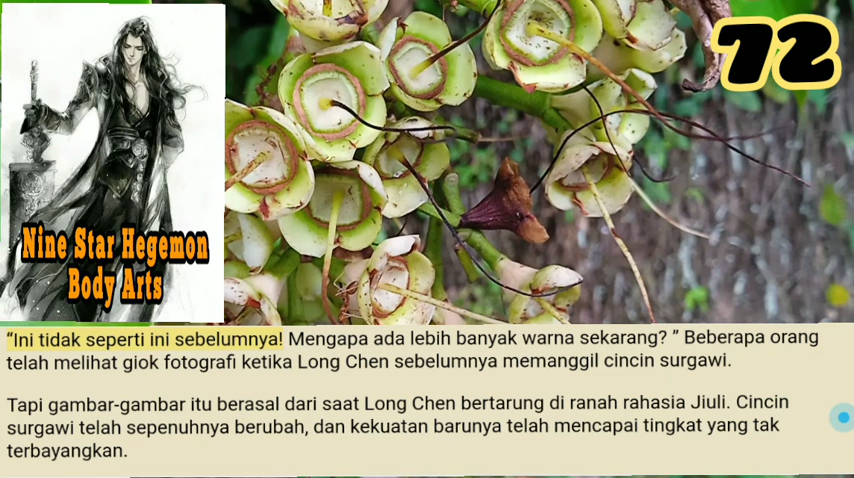 72
Nine Star Hegemon
Body Arts
“Ini tidak seperti ini sebelumnya! Mengapa ada lebih banyak warna sekarang? ” Beberapa orang
telah melihat giok fotografi ketika Long Chen sebelumnya memanggil cincin surgawi.
Tapi gambar-gambar itu berasal dari saat Long Chen bertarung di ranah rahasia Jiuli. Cincin
surgawi telah sepenuhnya berubah, dan kekuatan barunya telah mencapai tingkat yang tak
terbayangkan.